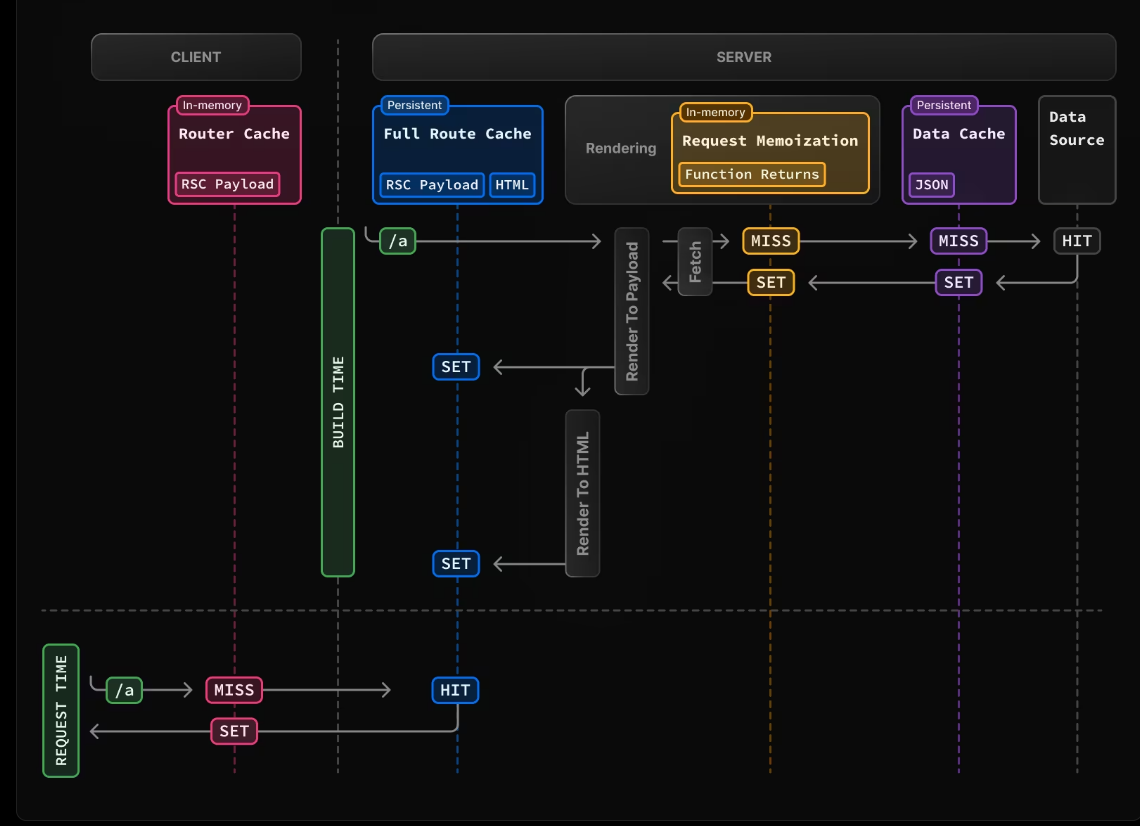 CLIENT
SERVER
In-memory
Router Cache
RSC Payload
Persistent
Full Route Cache
RSC Payload HTML
Rendering
In-memory
Request Memoization
Function Returns
Persistent
Data Cache
JSON
Data
Source
BUILD TIME
/a
Render To Payload
Fetch
MISS
MISS
HIT
SET
SET
SET
Render To HTML
SET
REQUEST TIME
/a
MISS
HIT
SET